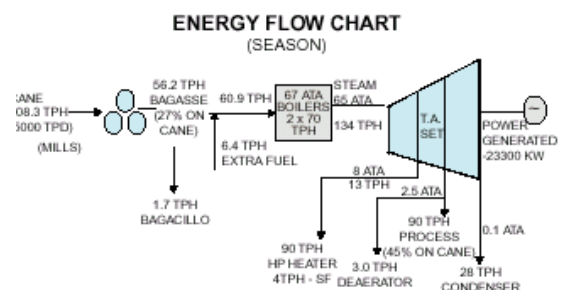 ENERGY FLOW CHART
(SEASON)
56.2 TPH
BAGASSE
(27% ON
CANE)
60.9 TPH
67 ATA
BOILERS
2 x 70
TPH
STEAM
65 ATA
134 TPH
T.A.
SET
~
POWER
GENERATED
-23300 KW
(MILLS)
6.4 TPH
EXTRA FUEL
1.7 TPH
BAGACILLO
8 ATA
13 TPH
2.5 ATA
90 TPH
PROCESS
(45% ON CANE)
0.1 ATA
90 TPH
HP HEATER
4TPH - SF
3.0 TPH
DEAERATOR
28 TPH
CONDENSER